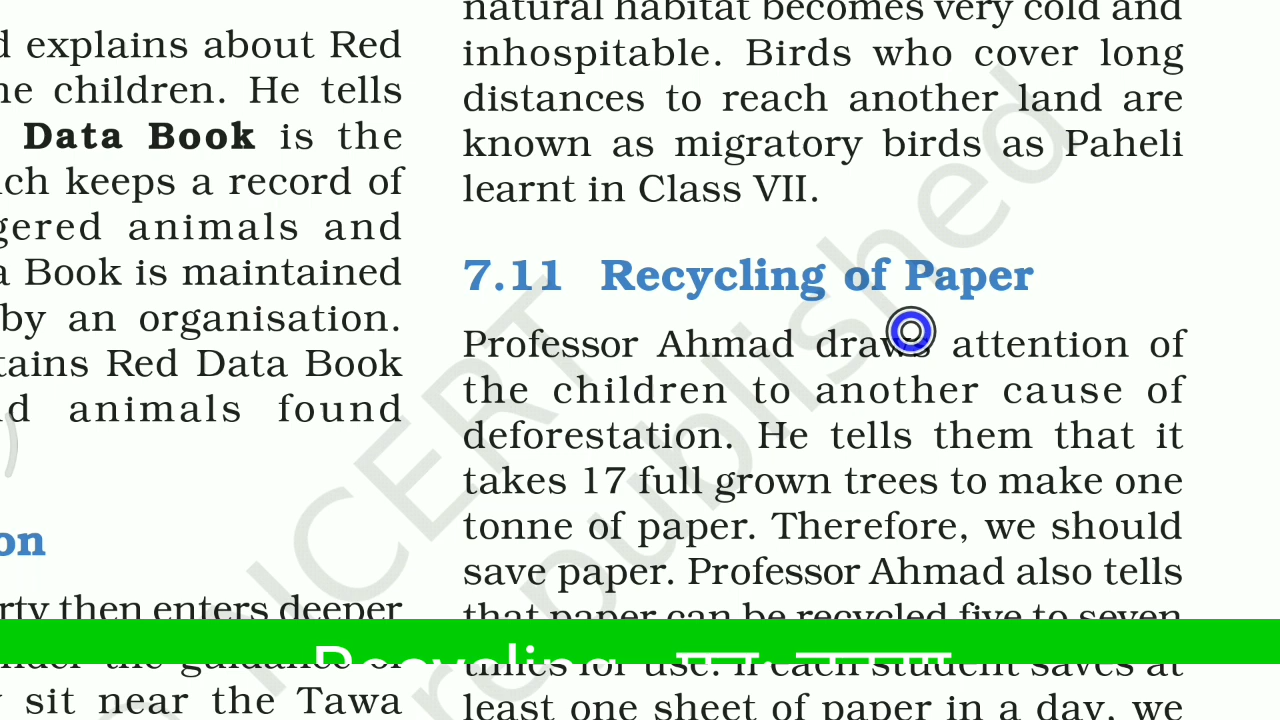 d explains about Red
he children. He tells
Data Book is the
ich keeps a record of
gered animals and
a Book is maintained
by an organisation.
tains Red Data Book
nd animals found
on
rty then enters deeper
under the guidance of
sit near the Tawa
natural habitat becomes very cold and
inhospitable. Birds who cover long
distances to reach another land are
known as migratory birds as Paheli
learnt in Class VII.
7.11 Recycling of Paper
Professor Ahmad draws attention of
the children to another cause of
deforestation. He tells them that it
takes 17 full grown trees to make one
tonne of paper. Therefore, we should
save paper. Professor Ahmad also tells
that paper can be recycled five to seven
times for use. If each student saves at
least one sheet of paper in a day, we
NCERT
published
Recycling